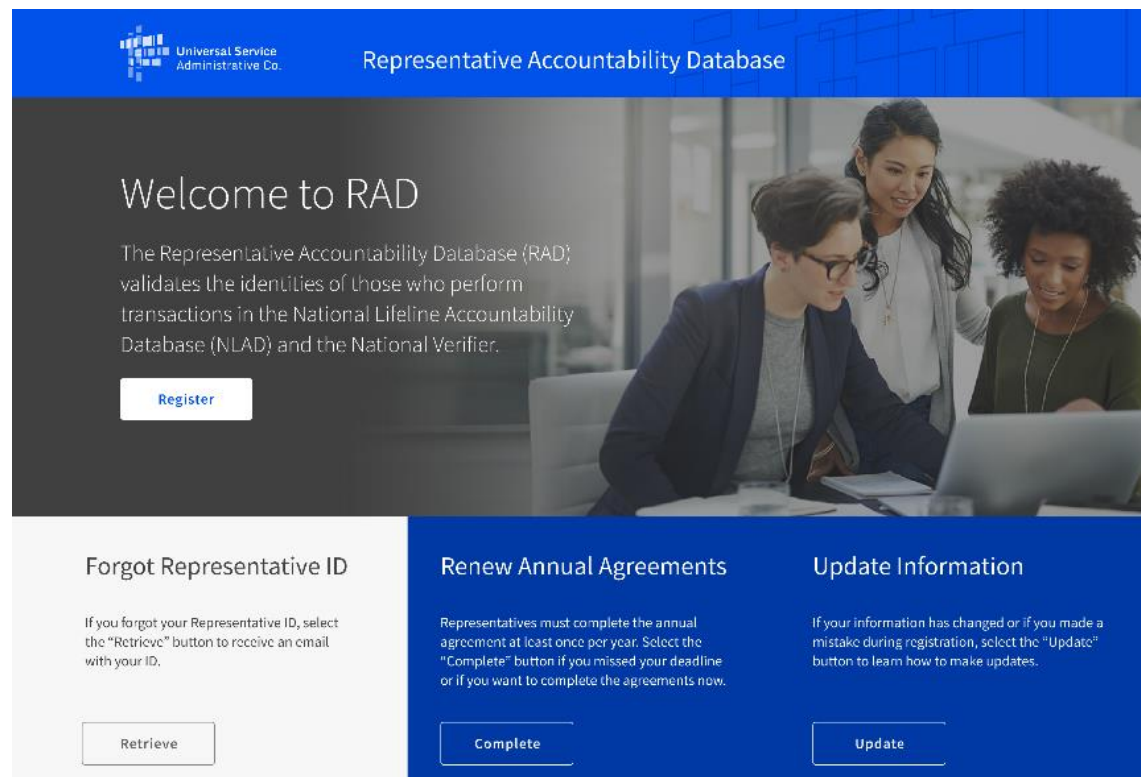 Universal Service
Administrative Co.
Representative Accountability Database
Welcome to RAD
The Representative Accountability Database (RAD)
validates the identities of those who perform
transactions in the National Lifeline Accountability
Database (NLAD) and the National Verifier.
Register
Forgot Representative ID
If you forgot your Representative ID, select
the “Retrieve” button to receive an email
with your ID.
Retrieve
Renew Annual Agreements
Representatives must complete the annual
agreement at least once per year. Select the
“Complete” button if you missed your deadline
or if you want to complete the agreements now.
Complete
Update Information
If your information has changed or if you made a
mistake during registration, select the “Update”
button to learn how to make updates.
Update